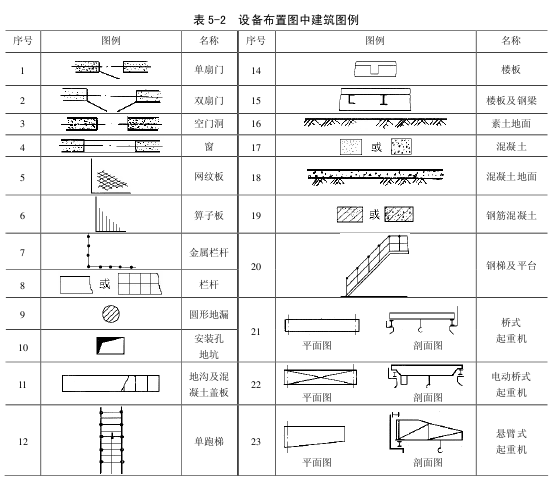 表 5-2 设备布置图中建筑图例
序号 图例 名称 序号 图例 名称
1 单扇门 14 楼板
2 双扇门 15 楼板及钢梁
3 空门洞 16 素土地面
4 窗 17 或 混凝土
5 网纹板 18 混凝土地面
6 箅子板 19 或 钢筋混凝土
7 金属栏杆 20 钢梯及平台
8 或 栏杆
9 圆形地漏 21 平面图 剖面图 桥式
起重机
10 安装孔
地坑
11 地沟及混
凝土盖板 22 平面图 剖面图 电动桥式
起重机
12 单跑梯 23 平面图 剖面图 悬臂式
起重机